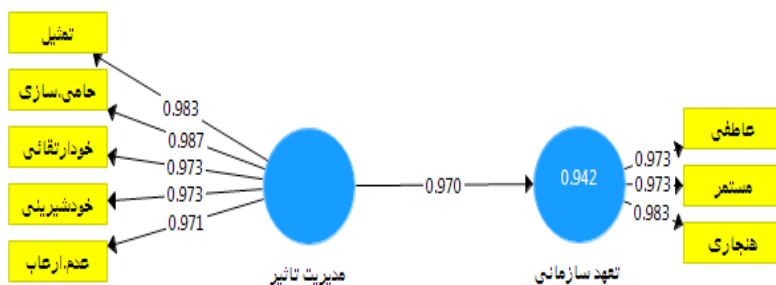 تمثیل
حامی.سازی
خودارتقائی
خودشیرینی
عدم.ارعاب
0.983
0.987
0.973
0.973
0.971
مدیریت تاثیر
0.970
0.942
تعهد سازمانی
0.973
0.973
0.983
عاطفی
مستمر
هنجاری